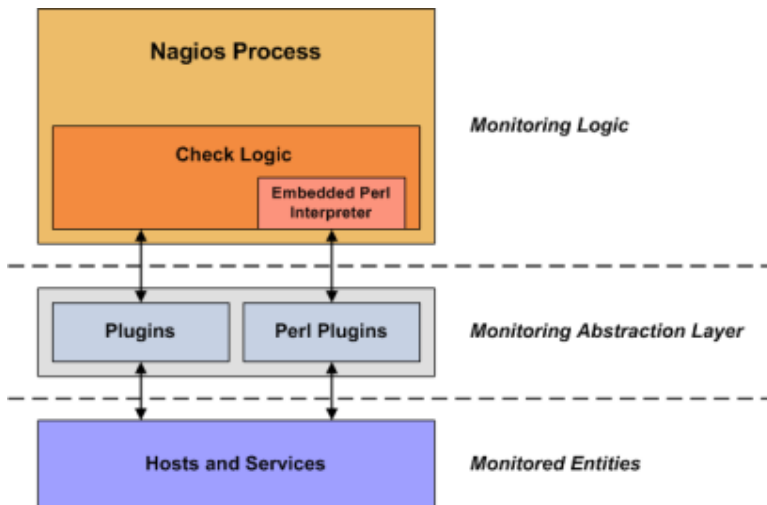 Nagios Process
Monitoring Logic
Check Logic
Embedded Perl
Interpreter
Plugins
Perl Plugins
Monitoring Abstraction Layer
Hosts and Services
Monitored Entities